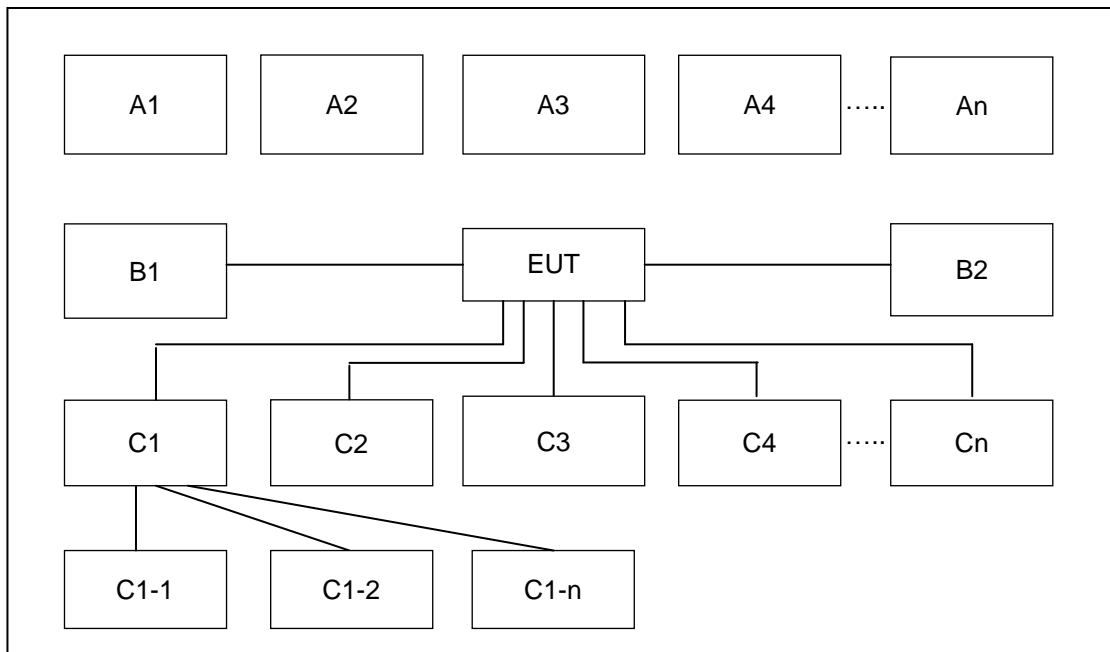 A1 A2 A3 A4 ..... An
B1 EUT B2
C1 C2 C3 C4 ..... Cn
C1-1 C1-2 C1-n